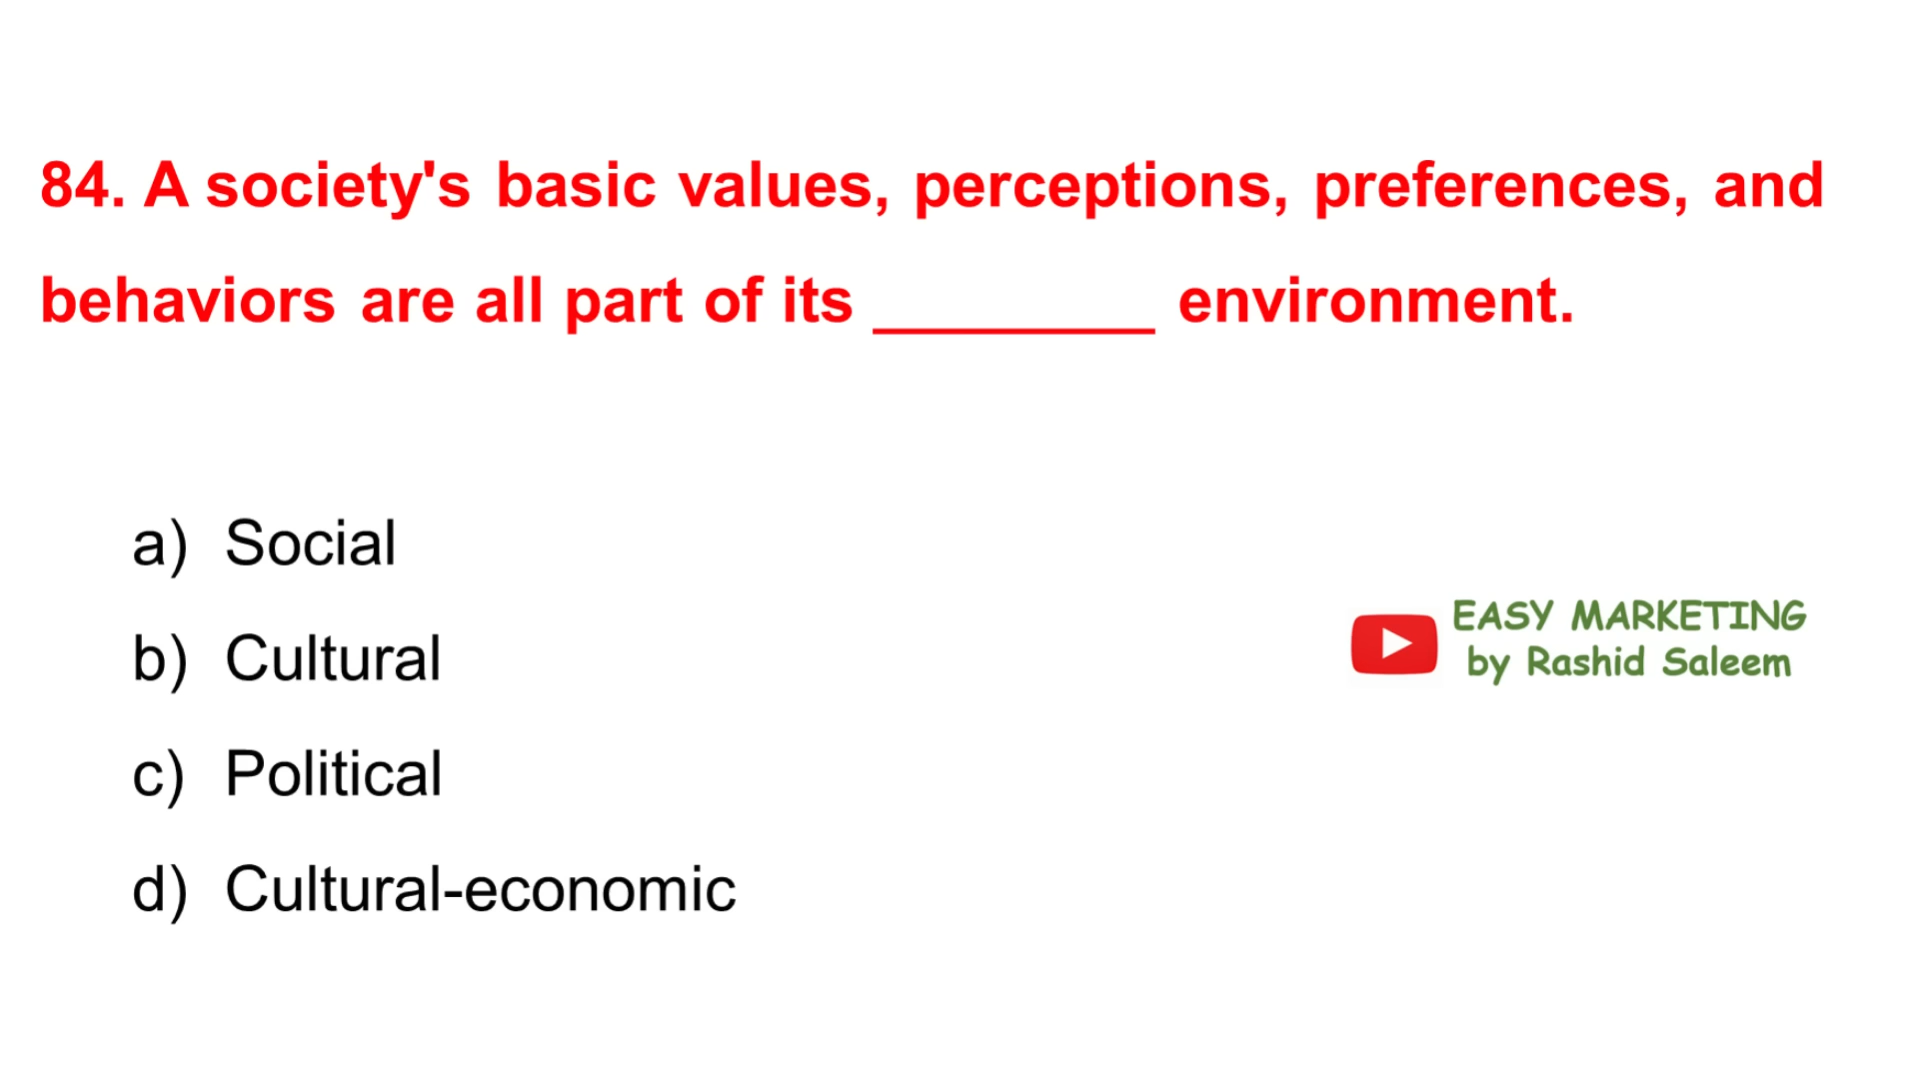 84. A society's basic values, perceptions, preferences, and
behaviors are all part of its ________ environment.
a) Social
b) Cultural
c) Political
d) Cultural-economic
EASY MARKETING
by Rashid Saleem